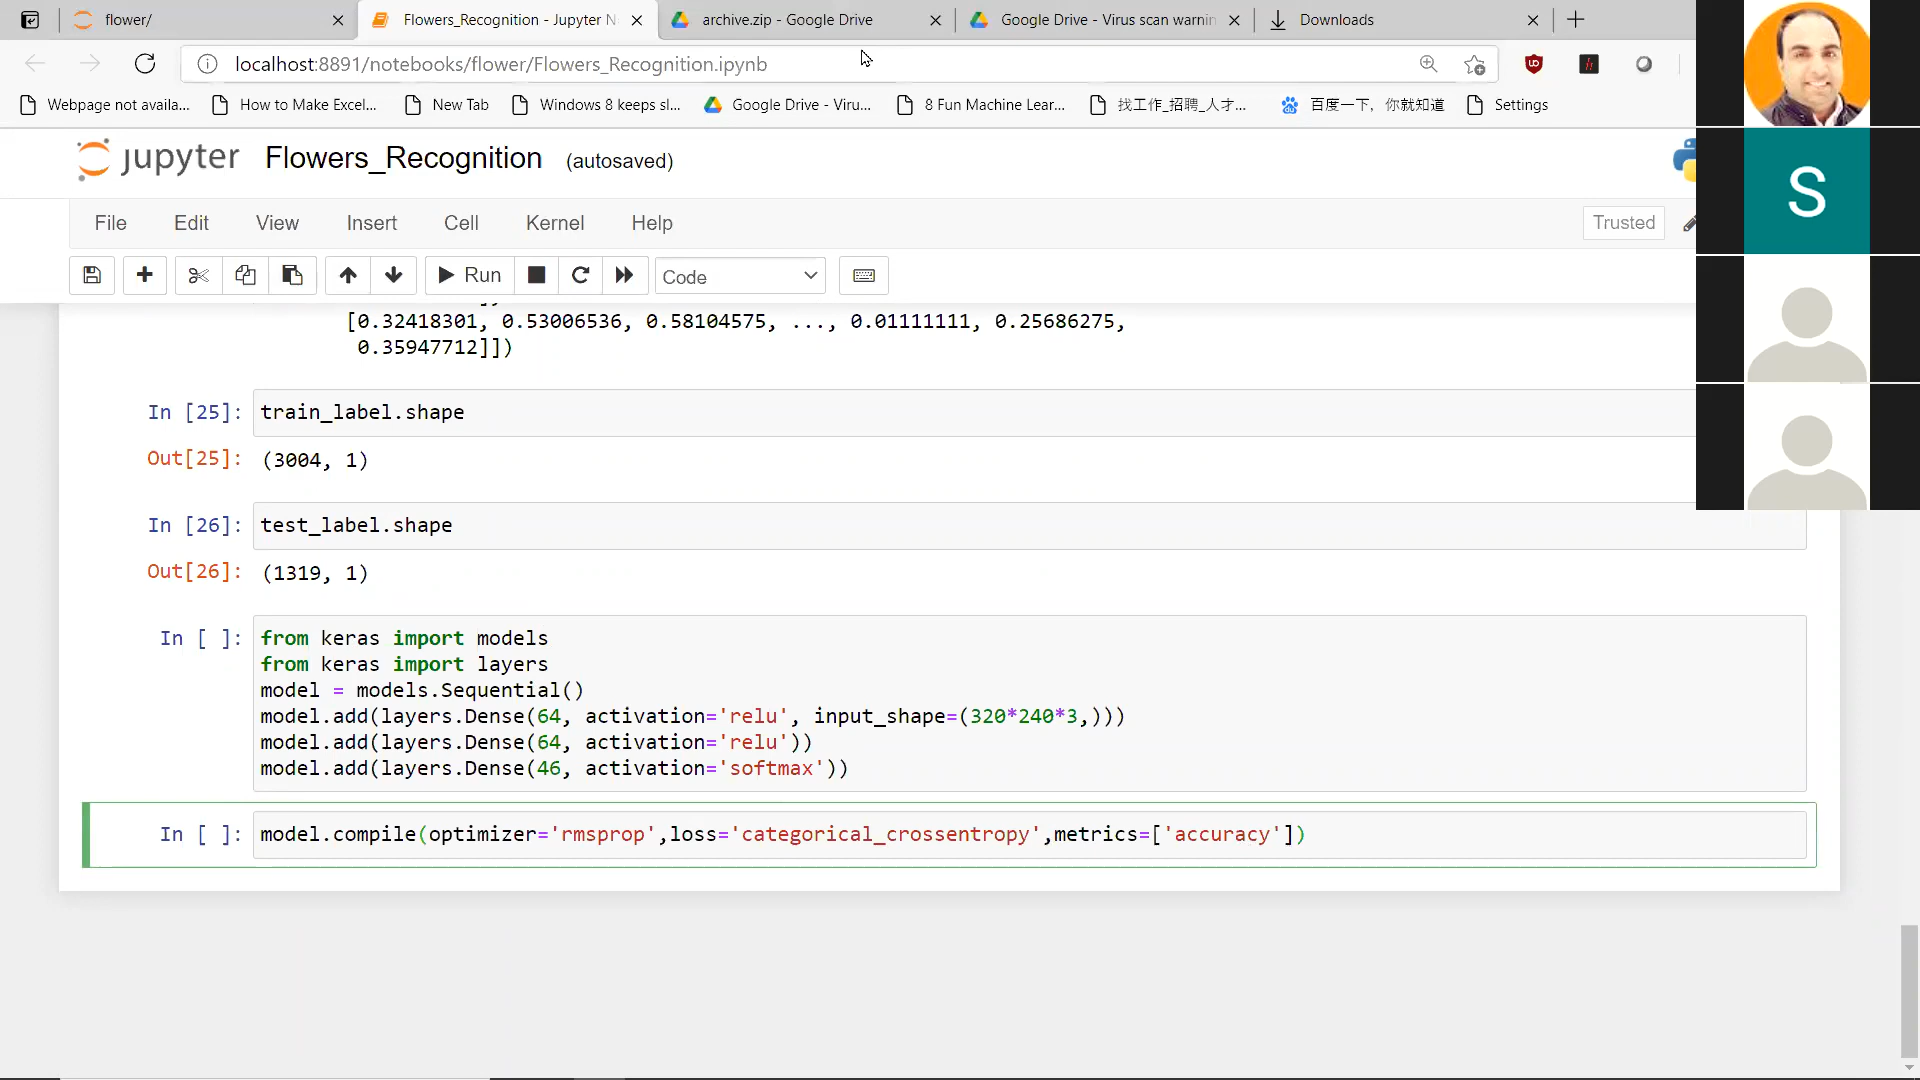 flower/
Flowers_Recognition - Jupyter N
archive.zip - Google Drive
Google Drive - Virus scan warnin
Downloads
localhost:8891/notebooks/flower/Flowers_Recognition.ipynb
Webpage not availa...
How to Make Excel...
New Tab
Windows 8 keeps sl...
Google Drive - Viru...
8 Fun Machine Lear...
找工作_招聘_人才...
百度一下，你就知道
Settings
jupyter Flowers_Recognition (autosaved)
File Edit View Insert Cell Kernel Help
Trusted
Run
Code
[0.32418301, 0.53006536, 0.58104575, ..., 0.01111111, 0.25686275,
0.35947712]])
In [25]: train_label.shape
Out[25]: (3004, 1)
In [26]: test_label.shape
Out[26]: (1319, 1)
In [ ]: from keras import models
from keras import layers
model = models.Sequential()
model.add(layers.Dense(64, activation='relu', input_shape=(320*240*3,)))
model.add(layers.Dense(64, activation='relu'))
model.add(layers.Dense(46, activation='softmax'))
In [ ]: model.compile(optimizer='rmsprop',loss='categorical_crossentropy',metrics=['accuracy'])
S